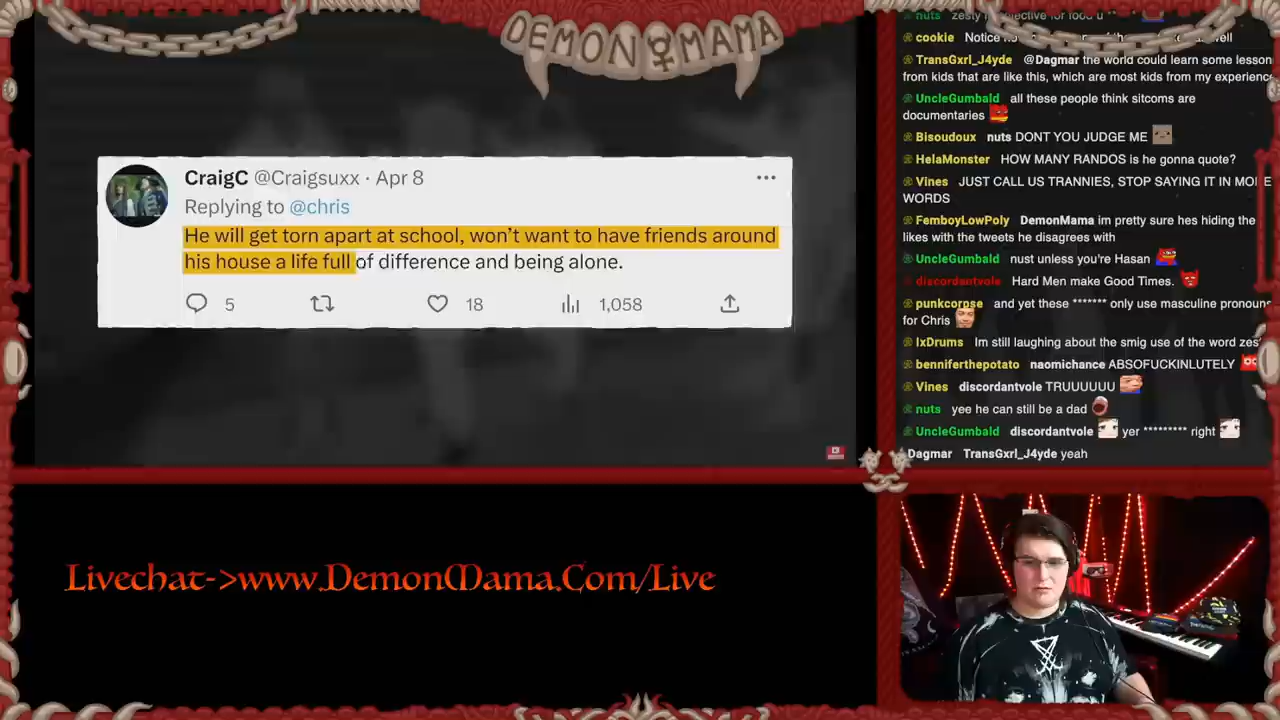 DEMON MAMA
CraigC @Craigsuxx · Apr 8
Replying to @chris
He will get torn apart at school, won't want to have friends around
his house a life full of difference and being alone.
5 18 1,058
Livechat->www.DemonMama.Com/Live
nuts zesty
cookie Notice
TransGxrl_J4yde @Dagmar the world could learn some lesson
from kids that are like this, which are most kids from my experienc
UncleGumbald all these people think sitcoms are
documentaries
Bisoudoux nuts DONT YOU JUDGE ME
HelaMonster HOW MANY RANDOS is he gonna quote?
Vines JUST CALL US TRANNIES, STOP SAYING IT IN MORE
WORDS
FemboyLowPoly DemonMama im pretty sure hes hiding the
likes with the tweets he disagrees with
UncleGumbald nust unless you're Hasan
discordantvole Hard Men make Good Times.
punkcorpse and yet these ******* only use masculine pronouns
for Chris
IxDrums Im still laughing about the smig use of the word zes
benniferthepotato naomichance ABSOFUCKINLUTELY
Vines discordantvole TRUUUUUU
nuts yee he can still be a dad
UncleGumbald discordantvole yer ********* right
Dagmar TransGxrl_J4yde yeah